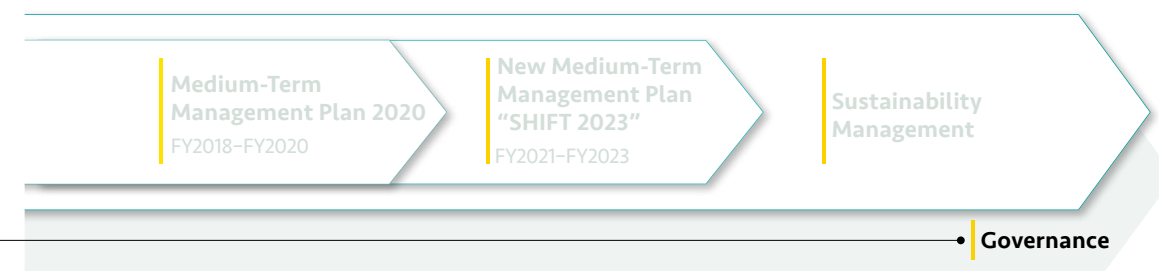 Medium-Term
Management Plan 2020
FY2018–FY2020
New Medium-Term
Management Plan
“SHIFT 2023”
FY2021–FY2023
Sustainability
Management
Governance